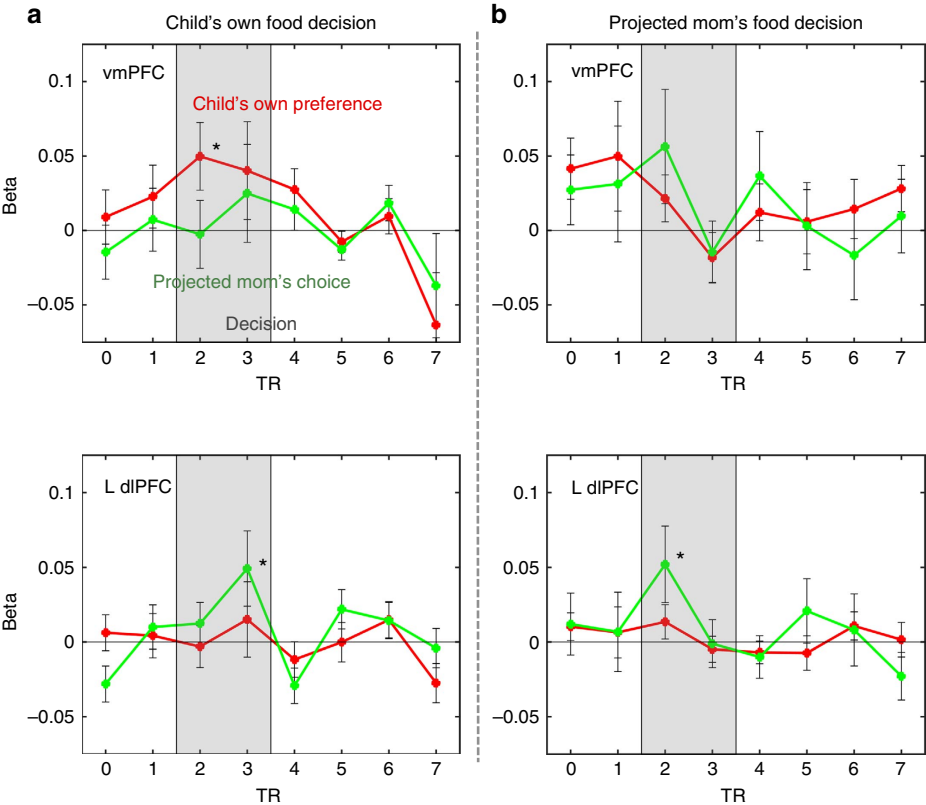 a
Child's own food decision
vmPFC
Child's own preference
*
Projected mom's choice
Decision
Beta
0.1
0.05
0
−0.05
0 1 2 3 4 5 6 7
TR
L dlPFC
*
Beta
0.1
0.05
0
−0.05
0 1 2 3 4 5 6 7
TR
b
Projected mom's food decision
vmPFC
0.1
0.05
0
−0.05
0 1 2 3 4 5 6 7
TR
L dlPFC
*
0.1
0.05
0
−0.05
0 1 2 3 4 5 6 7
TR